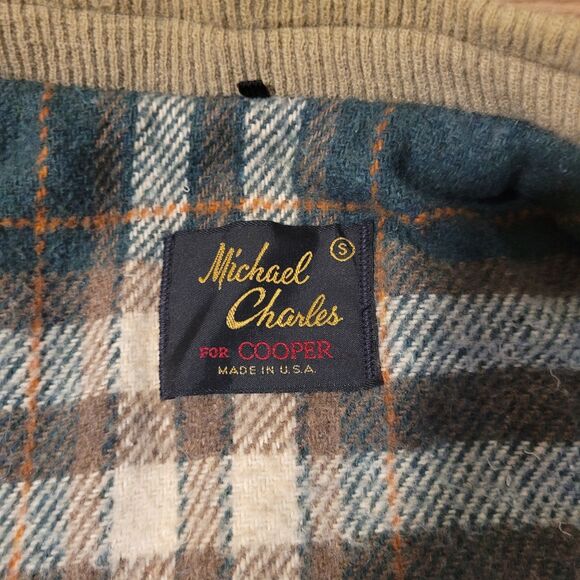 S
Michael
Charles
FOR COOPER
MADE IN U.S.A.